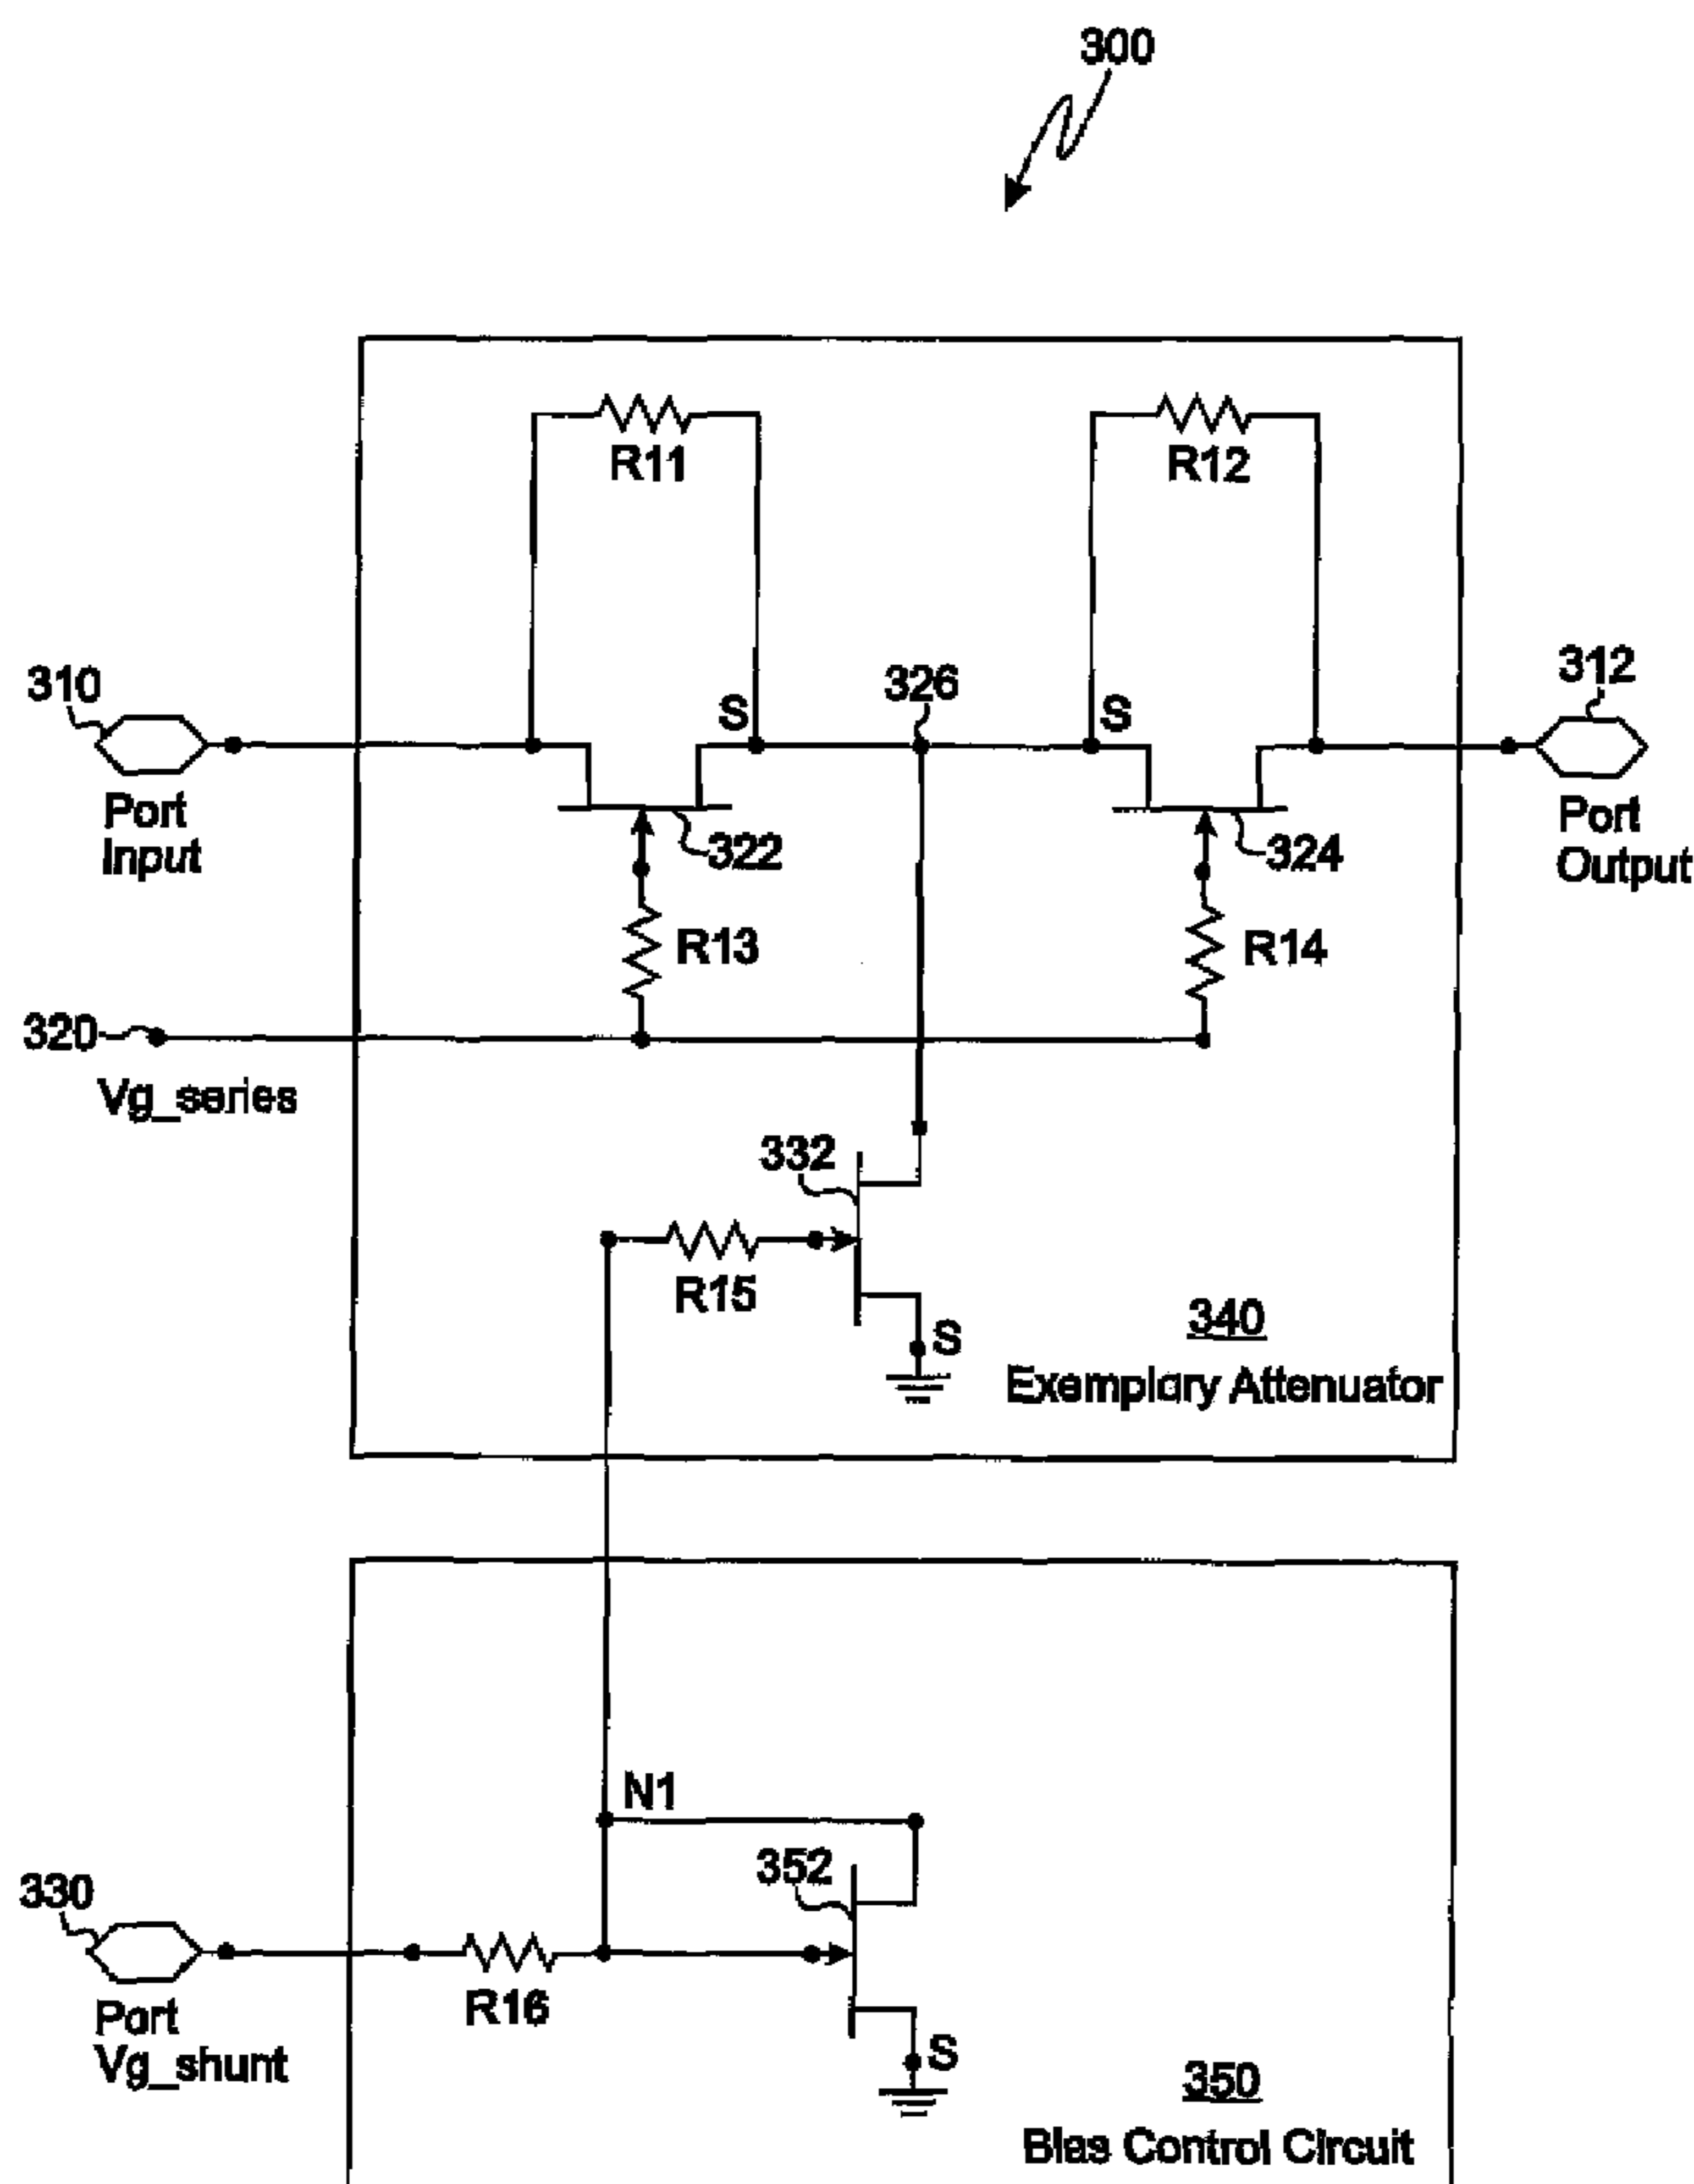 300
R11
R12
310
S
326
S
312
Port
Input
322
324
Port
Output
R13
R14
320
Vg_series
332
R15
S
340
Exemplary Attenuator
N1
352
330
R16
Port
Vg_shunt
S
350
Bias Control Circuit